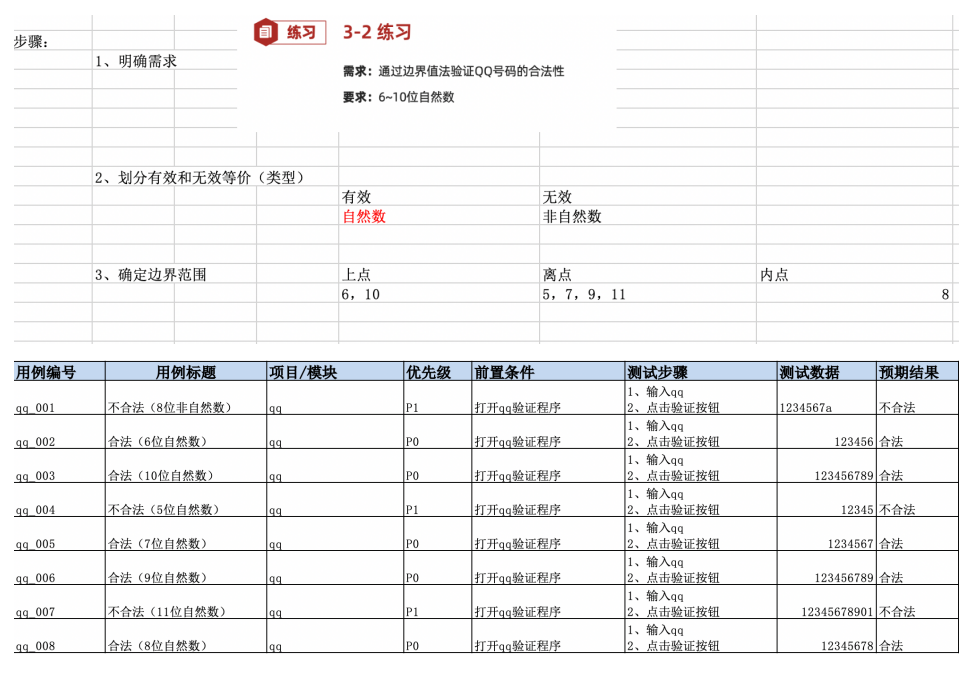 练习 3-2 练习
步骤：
1、明确需求
需求：通过边界值法验证QQ号码的合法性
要求：6~10位自然数
2、划分有效和无效等价（类型）
有效 无效
自然数 非自然数
3、确定边界范围 上点 离点 内点
6，10 5，7，9，11 8
用例编号 用例标题 项目/模块 优先级 前置条件 测试步骤 测试数据 预期结果
1、输入qq
qq_001 不合法（8位非自然数） qq P1 打开qq验证程序 2、点击验证按钮 1234567a 不合法
1、输入qq
qq_002 合法（6位自然数） qq P0 打开qq验证程序 2、点击验证按钮 123456 合法
1、输入qq
qq_003 合法（10位自然数） qq P0 打开qq验证程序 2、点击验证按钮 123456789 合法
1、输入qq
qq_004 不合法（5位自然数） qq P1 打开qq验证程序 2、点击验证按钮 12345 不合法
1、输入qq
qq_005 合法（7位自然数） qq P0 打开qq验证程序 2、点击验证按钮 1234567 合法
1、输入qq
qq_006 合法（9位自然数） qq P0 打开qq验证程序 2、点击验证按钮 123456789 合法
1、输入qq
qq_007 不合法（11位自然数） qq P1 打开qq验证程序 2、点击验证按钮 12345678901 不合法
1、输入qq
qq_008 合法（8位自然数） qq P0 打开qq验证程序 2、点击验证按钮 12345678 合法